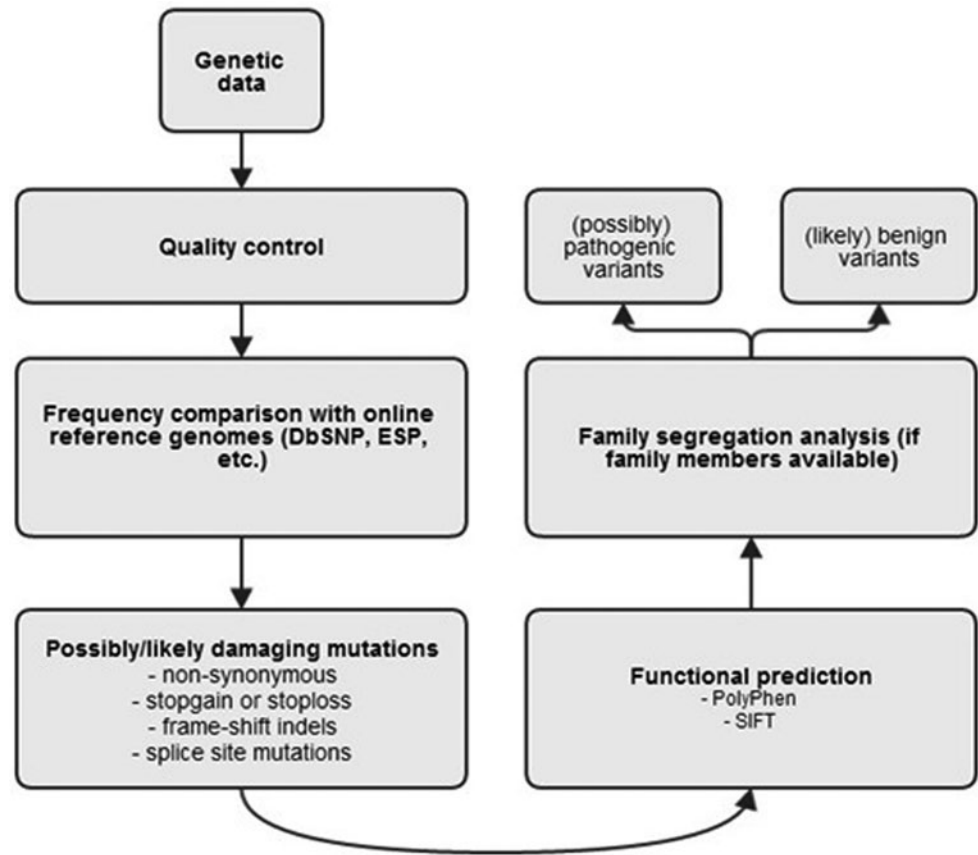 Genetic
data
Quality control
Frequency comparison with online
reference genomes (DbSNP, ESP,
etc.)
Possibly/likely damaging mutations
- non-synonymous
- stopgain or stoploss
- frame-shift indels
- splice site mutations
Functional prediction
- PolyPhen
- SIFT
Family segregation analysis (if
family members available)
(possibly)
pathogenic
variants
(likely) benign
variants